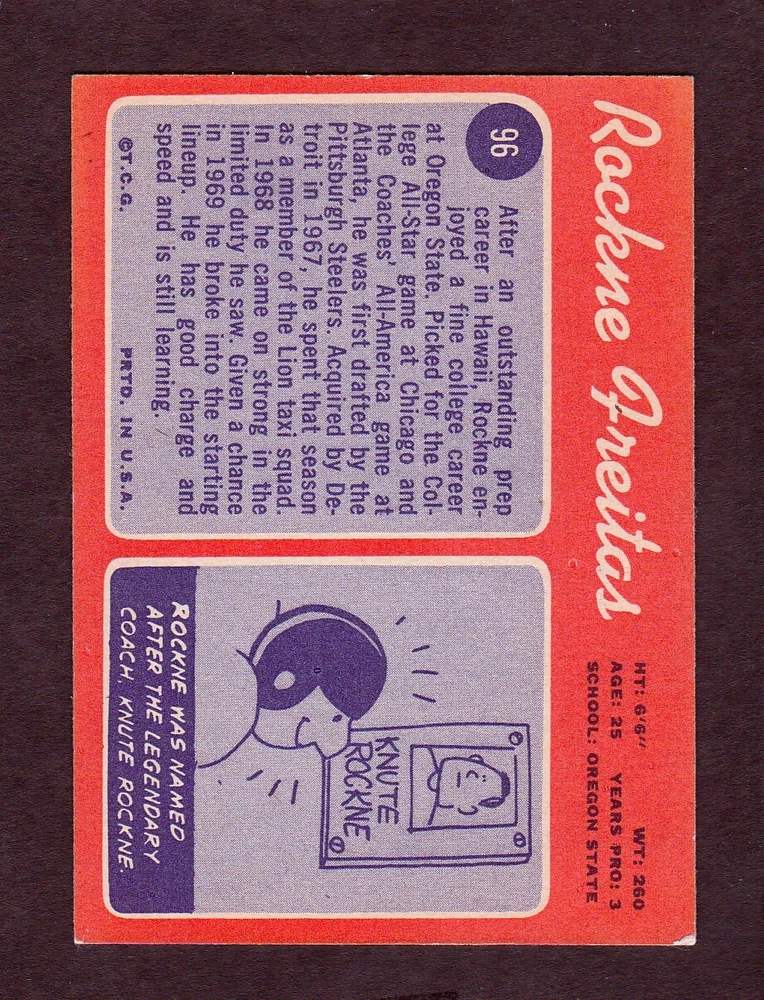 Rockne Freitas
HT: 6'6" WT: 260
AGE: 25 YEARS PRO: 3
SCHOOL: OREGON STATE
96
After an outstanding prep
career in Hawaii, Rockne en-
joyed a fine college career
at Oregon State. Picked for the Col-
lege All-Star game at Chicago and
the Coaches' All-America game at
Atlanta, he was first drafted by the
Pittsburgh Steelers. Acquired by De-
troit in 1967, he spent that season
as a member of the Lion taxi squad.
In 1968 he came on strong in the
limited duty he saw. Given a chance
in 1969 he broke into the starting
lineup. He has good charge and
speed and is still learning.
©T.C.G. PRTD. IN U.S.A.
KNUTE
ROCKNE
ROCKNE WAS NAMED
AFTER THE LEGENDARY
COACH, KNUTE ROCKNE.